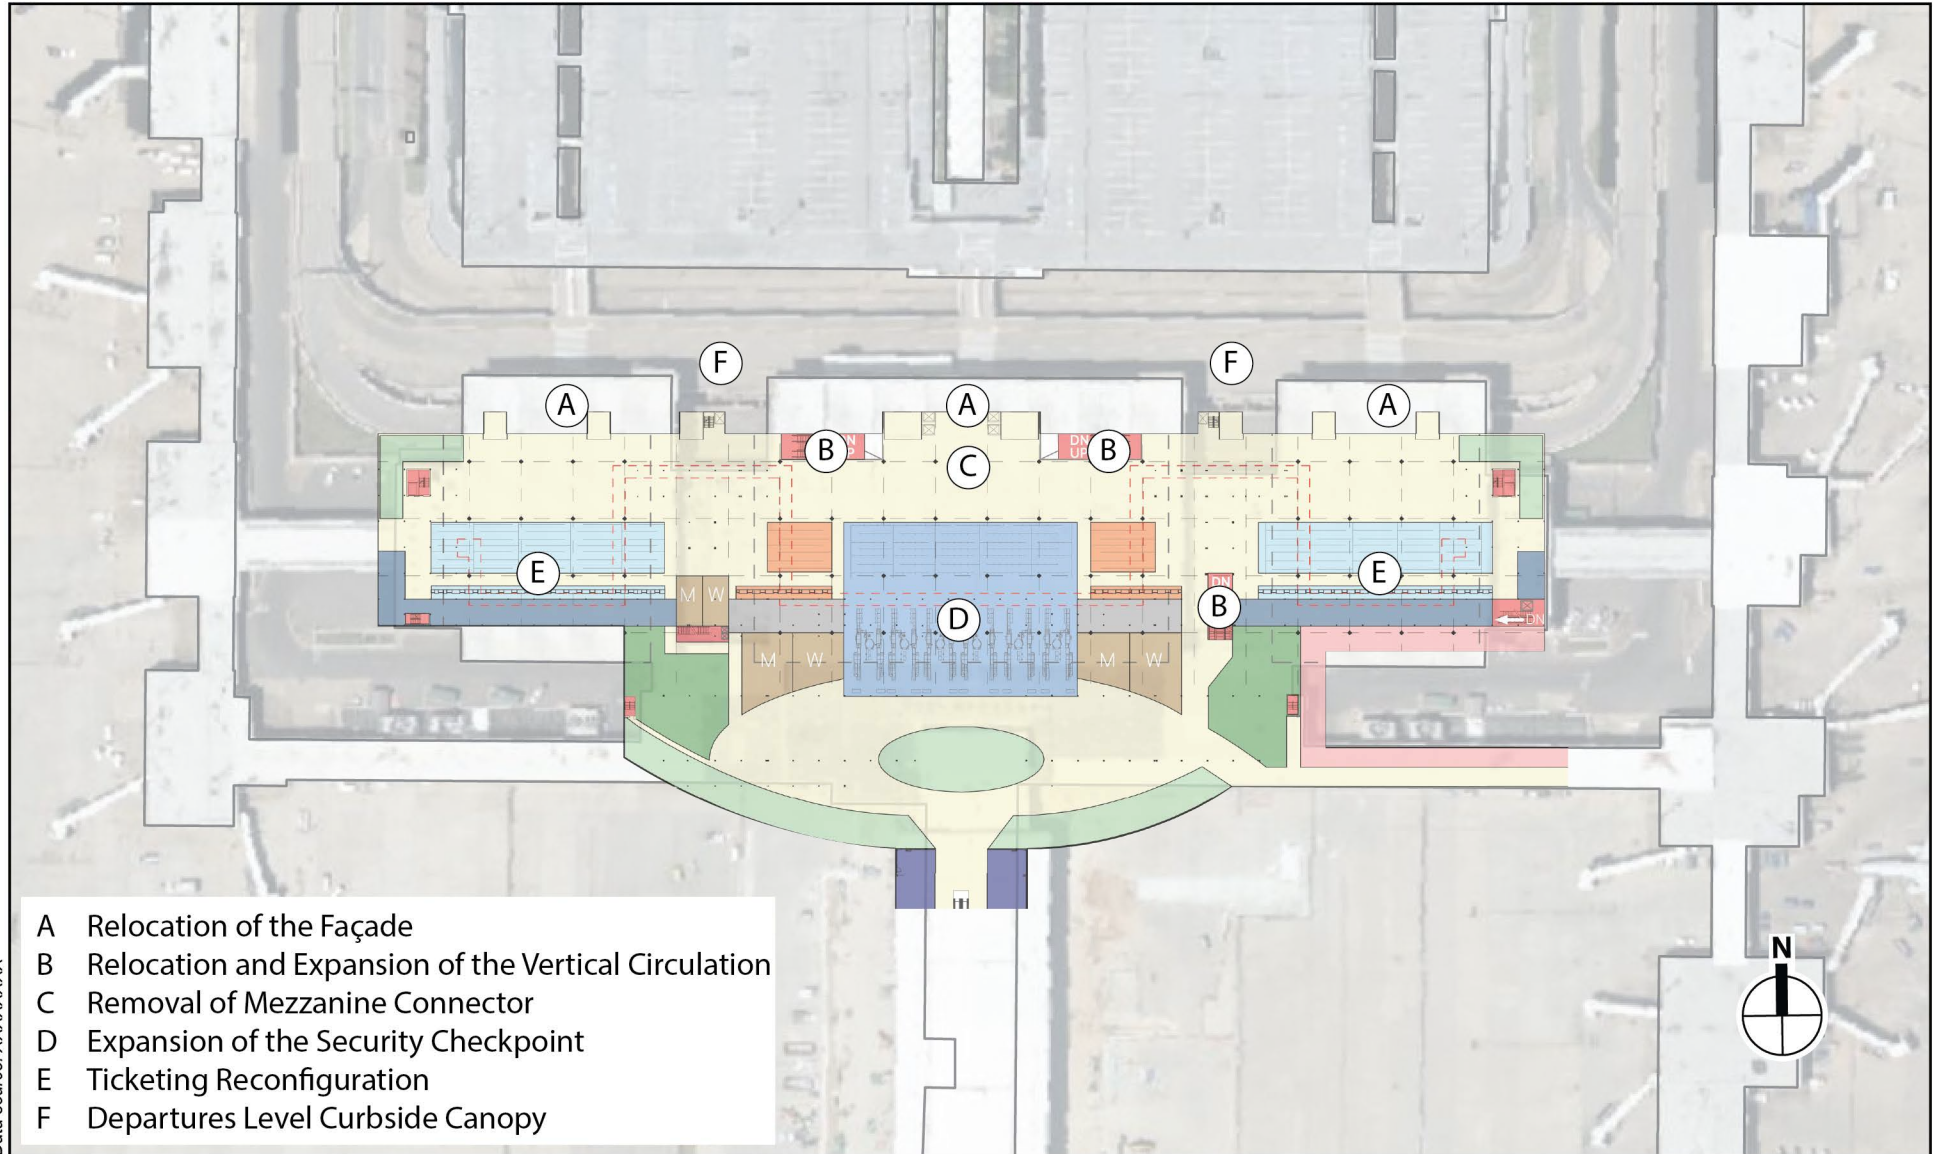 F
F
A
A
A
B
DN
UP
B
C
E
E
M
W
DN
B
D
DN
M
W
M
W
A Relocation of the Façade
B Relocation and Expansion of the Vertical Circulation
C Removal of Mezzanine Connector
D Expansion of the Security Checkpoint
E Ticketing Reconfiguration
F Departures Level Curbside Canopy
N